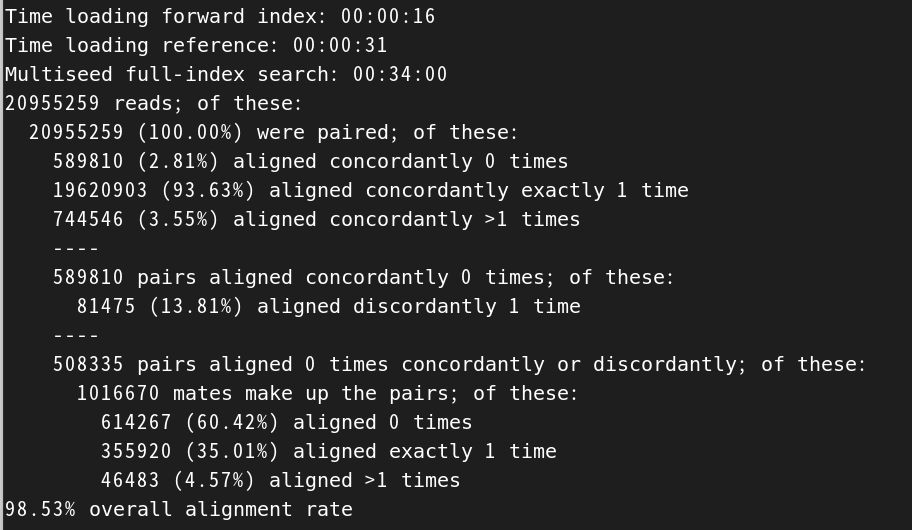 Time loading forward index: 00:00:16
Time loading reference: 00:00:31
Multiseed full-index search: 00:34:00
20955259 reads; of these:
  20955259 (100.00%) were paired; of these:
    589810 (2.81%) aligned concordantly 0 times
    19620903 (93.63%) aligned concordantly exactly 1 time
    744546 (3.55%) aligned concordantly >1 times
    ----
    589810 pairs aligned concordantly 0 times; of these:
      81475 (13.81%) aligned discordantly 1 time
    ----
    508335 pairs aligned 0 times concordantly or discordantly; of these:
      1016670 mates make up the pairs; of these:
        614267 (60.42%) aligned 0 times
        355920 (35.01%) aligned exactly 1 time
        46483 (4.57%) aligned >1 times
98.53% overall alignment rate